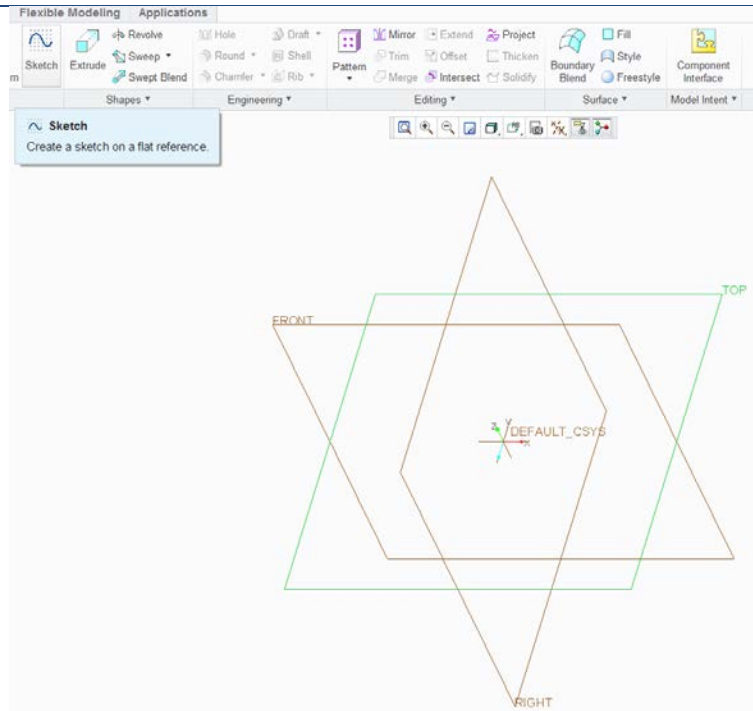 Flexible Modeling Applications
Revolve Hole Draft Mirror Extend Project Fill
Sketch Extrude Sweep Round Shell Pattern Trim Offset Thicken Boundary Blend Style Component Interface
m Swept Blend Chamfer Rib Merge Intersect Solidify Freestyle
Shapes Engineering Editing Surface Model Intent
Sketch
Create a sketch on a flat reference.
TOP
FRONT
Z Y DEFAULT_CSYS
X
RIGHT